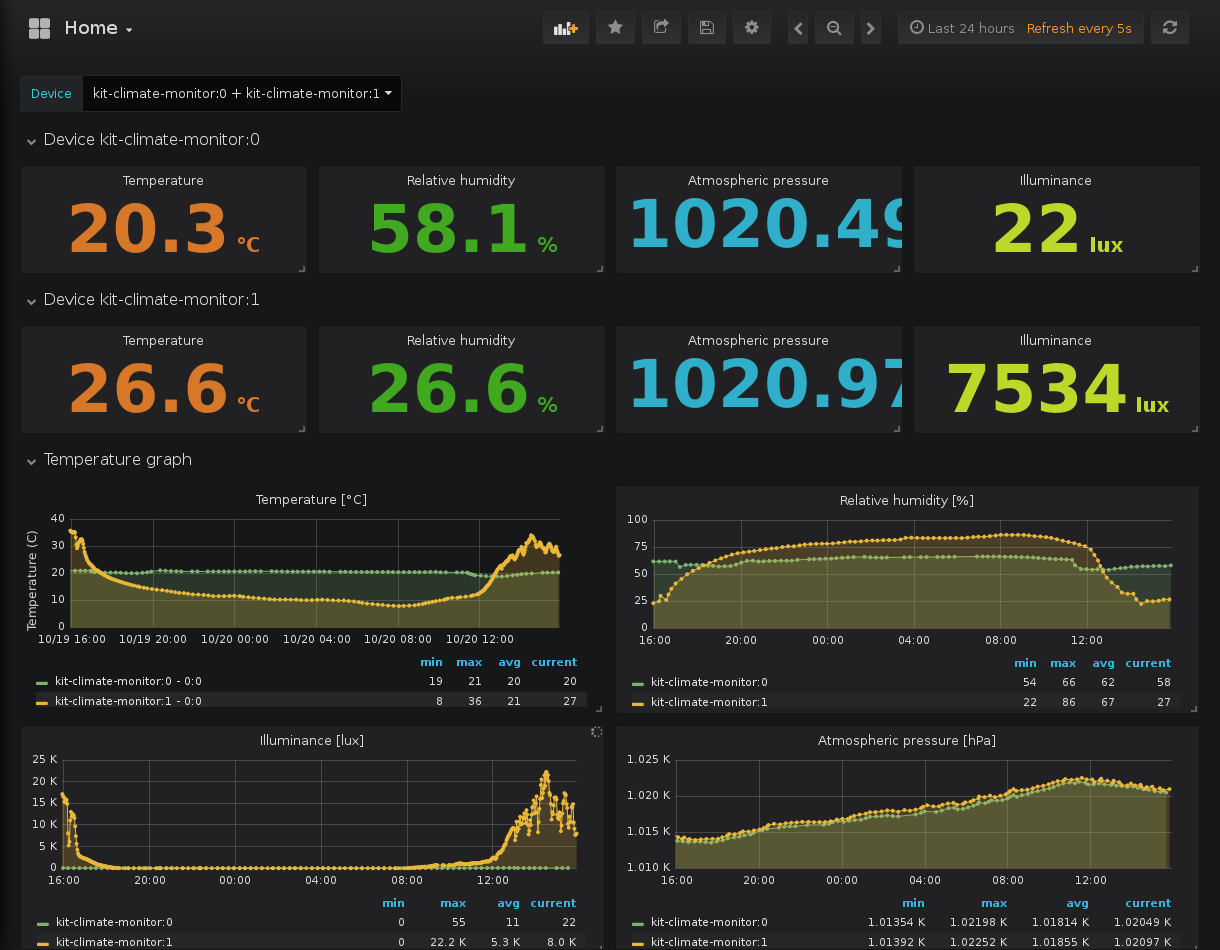 Home
Last 24 hours Refresh every 5s
Device kit-climate-monitor:0 + kit-climate-monitor:1
Device kit-climate-monitor:0
Temperature Relative humidity Atmospheric pressure Illuminance
20.3 °C 58.1 % 1020.49 22 lux
Device kit-climate-monitor:1
Temperature Relative humidity Atmospheric pressure Illuminance
26.6 °C 26.6 % 1020.97 7534 lux
Temperature graph
Temperature [°C]
Temperature (C)
40
30
20
10
0
10/19 16:00 10/19 20:00 10/20 00:00 10/20 04:00 10/20 08:00 10/20 12:00
min max avg current
kit-climate-monitor:0 - 0:0 19 21 20 20
kit-climate-monitor:1 - 0:0 8 36 21 27
Relative humidity [%]
100
75
50
25
0
16:00 20:00 00:00 04:00 08:00 12:00
min max avg current
kit-climate-monitor:0 54 66 62 58
kit-climate-monitor:1 22 86 67 27
Illuminance [lux]
25 K
20 K
15 K
10 K
5 K
0
16:00 20:00 00:00 04:00 08:00 12:00
min max avg current
kit-climate-monitor:0 0 55 11 22
kit-climate-monitor:1 0 22.2 K 5.3 K 8.0 K
Atmospheric pressure [hPa]
1.025 K
1.020 K
1.015 K
1.010 K
16:00 20:00 00:00 04:00 08:00 12:00
min max avg current
kit-climate-monitor:0 1.01354 K 1.02198 K 1.01814 K 1.02049 K
kit-climate-monitor:1 1.01392 K 1.02252 K 1.01855 K 1.02097 K